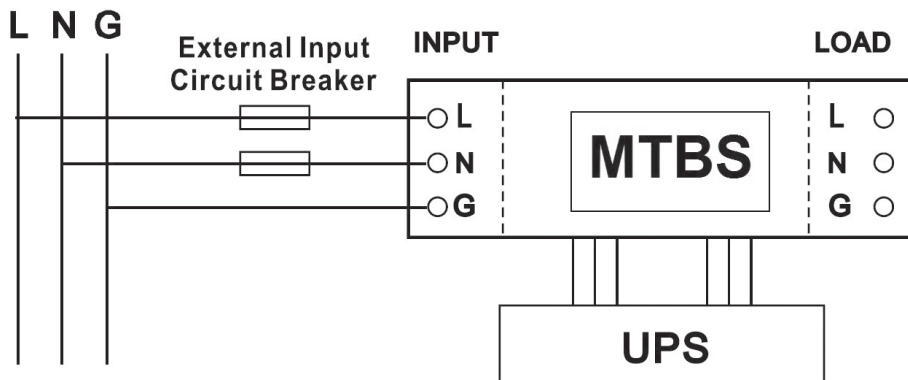 L N G
External Input
Circuit Breaker
INPUT
LOAD
L
N
G
MTBS
L
N
G
UPS